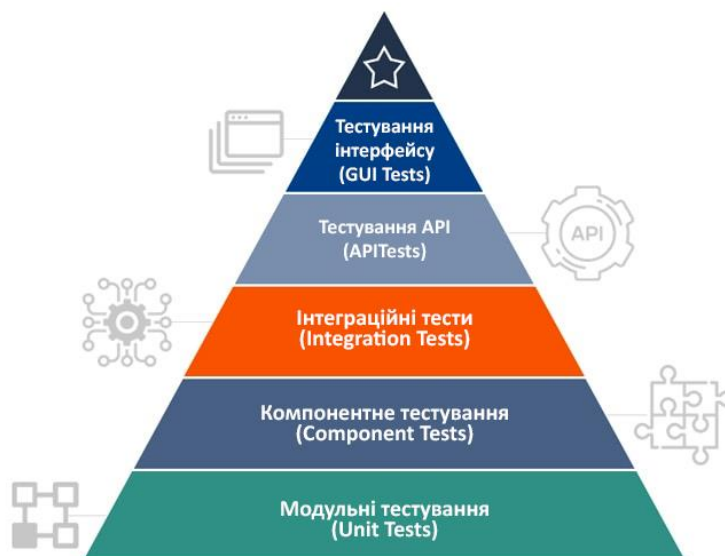 Тестування
інтерфейсу
(GUI Tests)
Тестування API
(APITests)
API
Інтеграційні тести
(Integration Tests)
Компонентне тестування
(Component Tests)
Модульні тестування
(Unit Tests)